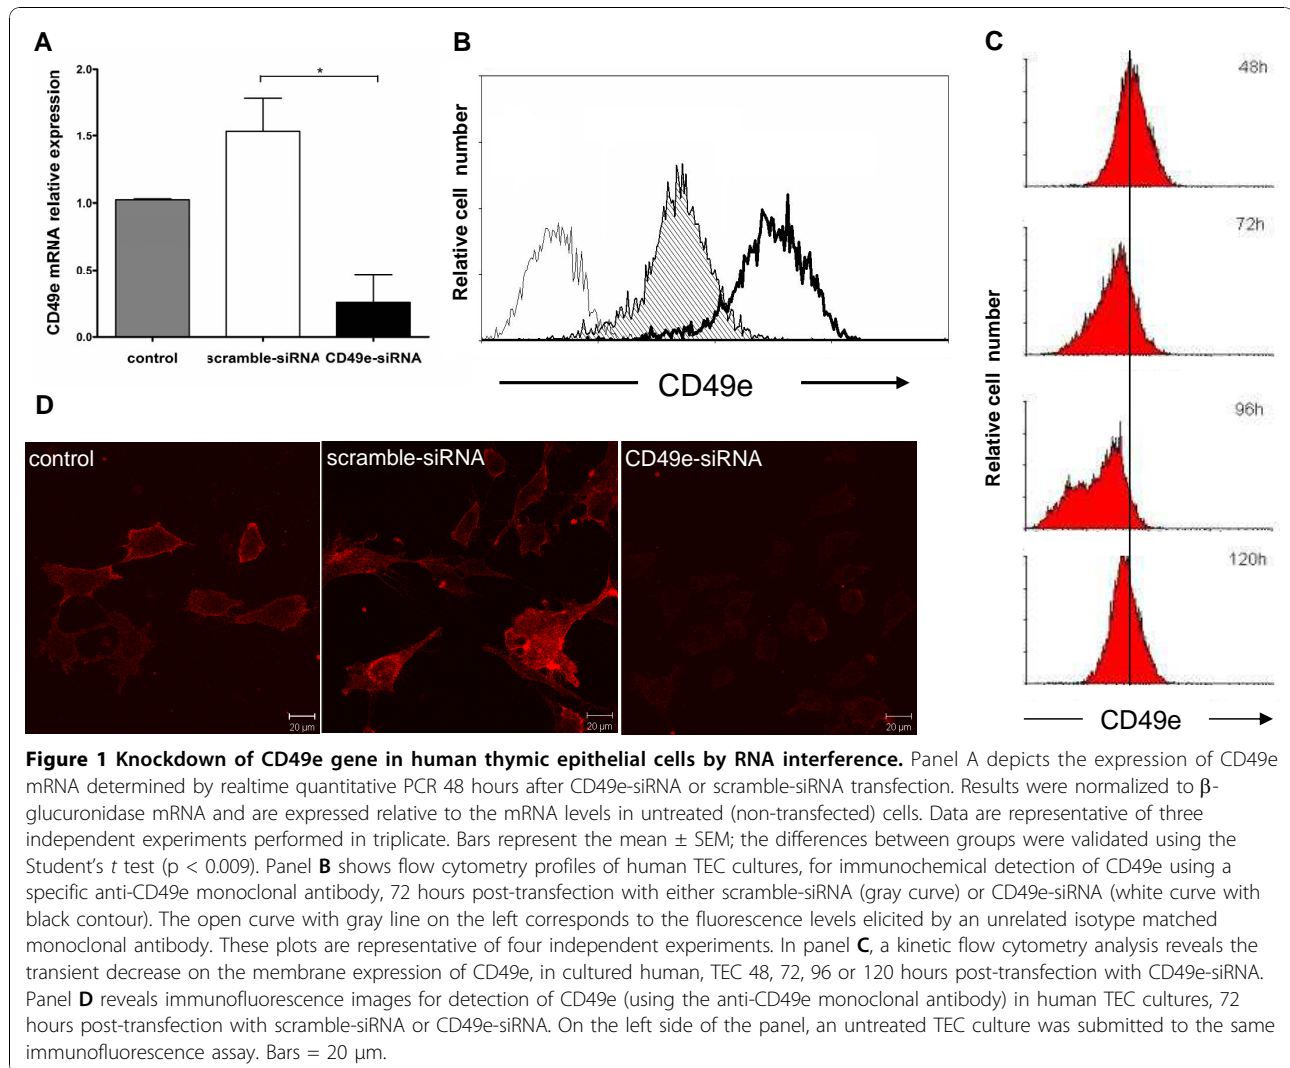 A
CD49e mRNA relative expression
2.0
1.5
1.0
0.5
0.0
*
control
scramble-siRNA
CD49e-siRNA
B
Relative cell number
CD49e
C
48h
72h
96h
120h
Relative cell number
CD49e
D
control
scramble-siRNA
CD49e-siRNA
20 µm
20 µm
20 µm
Figure 1 Knockdown of CD49e gene in human thymic epithelial cells by RNA interference. Panel A depicts the expression of CD49e
mRNA determined by realtime quantitative PCR 48 hours after CD49e-siRNA or scramble-siRNA transfection. Results were normalized to β-
glucuronidase mRNA and are expressed relative to the mRNA levels in untreated (non-transfected) cells. Data are representative of three
independent experiments performed in triplicate. Bars represent the mean ± SEM; the differences between groups were validated using the
Student's t test (p < 0.009). Panel B shows flow cytometry profiles of human TEC cultures, for immunochemical detection of CD49e using a
specific anti-CD49e monoclonal antibody, 72 hours post-transfection with either scramble-siRNA (gray curve) or CD49e-siRNA (white curve with
black contour). The open curve with gray line on the left corresponds to the fluorescence levels elicited by an unrelated isotype matched
monoclonal antibody. These plots are representative of four independent experiments. In panel C, a kinetic flow cytometry analysis reveals the
transient decrease on the membrane expression of CD49e, in cultured human, TEC 48, 72, 96 or 120 hours post-transfection with CD49e-siRNA.
Panel D reveals immunofluorescence images for detection of CD49e (using the anti-CD49e monoclonal antibody) in human TEC cultures, 72
hours post-transfection with scramble-siRNA or CD49e-siRNA. On the left side of the panel, an untreated TEC culture was submitted to the same
immunofluorescence assay. Bars = 20 μm.